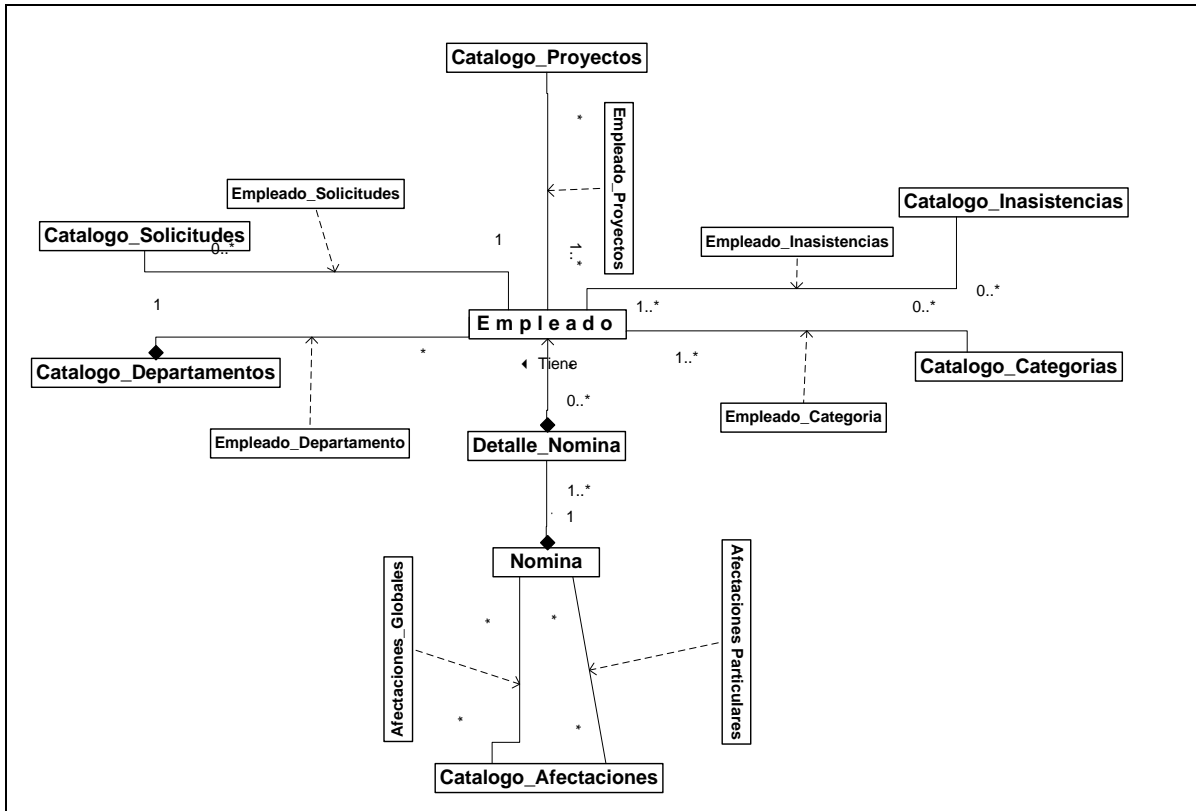 Catalogo_Proyectos
*
Empleado_Proyectos
Empleado_Solicitudes
Catalogo_Inasistencias
Catalogo_Solicitudes
0..*
1
1..*
Empleado_Inasistencias
1
1..*
0..*
0..*
Empleado
*
Tiene
*
1..*
Catalogo_Departamentos
Catalogo_Categorias
0..*
Empleado_Departamento
Detalle_Nomina
Empleado_Categoria
1..*
1
Nomina
Afectaciones_Globales
Afectaciones Particulares
*
*
*
*
Catalogo_Afectaciones